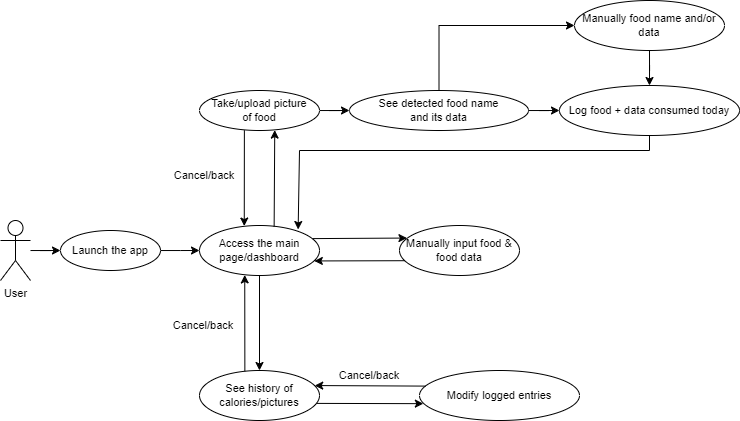 Manually food name and/or
data
Take/upload picture
of food
See detected food name
and its data
Log food + data consumed today
Cancel/back
User
Launch the app
Access the main
page/dashboard
Manually input food &
food data
Cancel/back
See history of
calories/pictures
Cancel/back
Modify logged entries